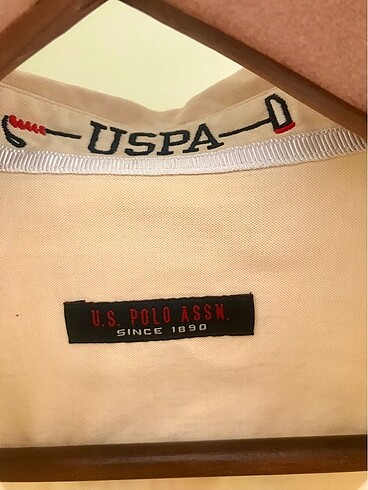 USPA
U.S. POLO ASSN.
SINCE 1890